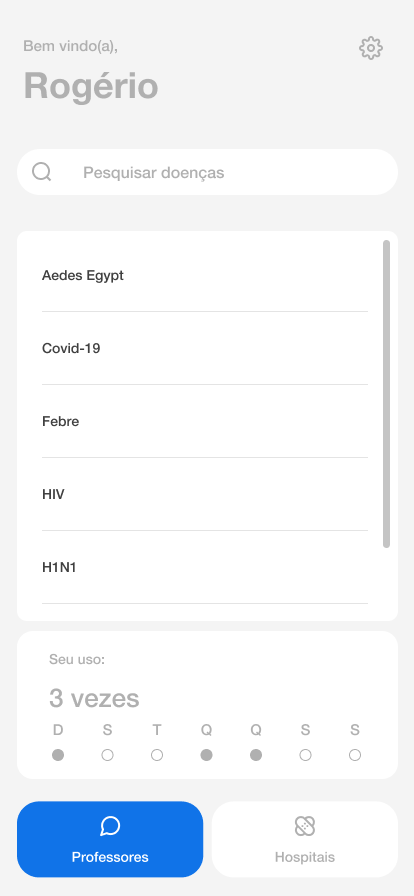 Bem vindo(a),
Rogério
Pesquisar doenças
Aedes Egypt
Covid-19
Febre
HIV
H1N1
Seu uso:
3 vezes
D S T Q Q S S
Professores
Hospitais